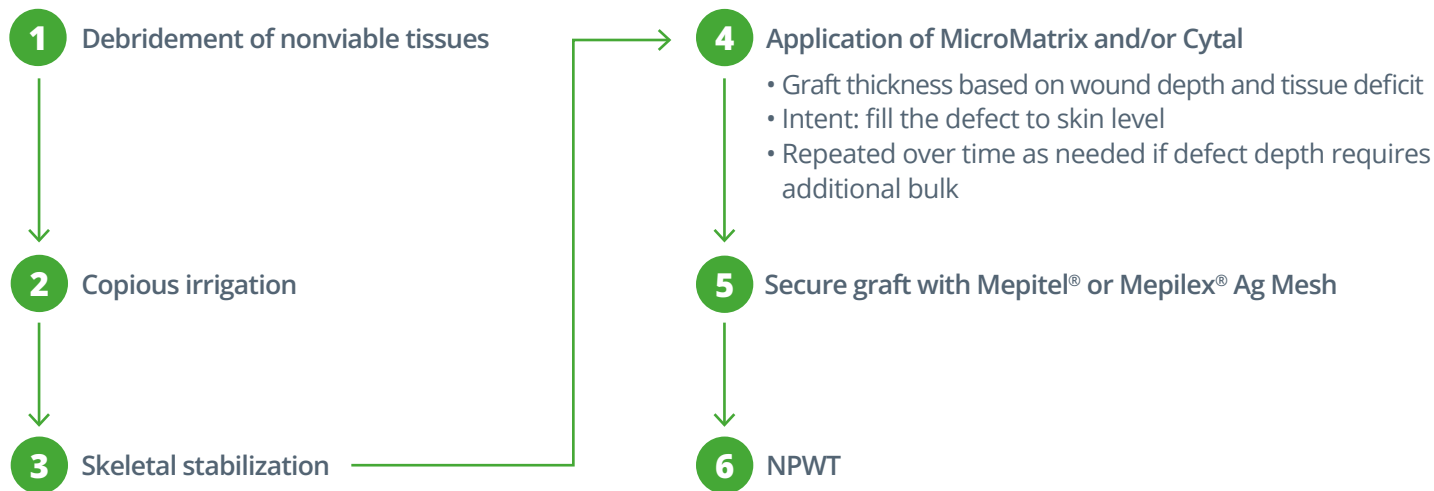 1 Debridement of nonviable tissues
2 Copious irrigation
3 Skeletal stabilization
4 Application of MicroMatrix and/or Cytal
• Graft thickness based on wound depth and tissue deficit
• Intent: fill the defect to skin level
• Repeated over time as needed if defect depth requires
additional bulk
5 Secure graft with Mepitel® or Mepilex® Ag Mesh
6 NPWT